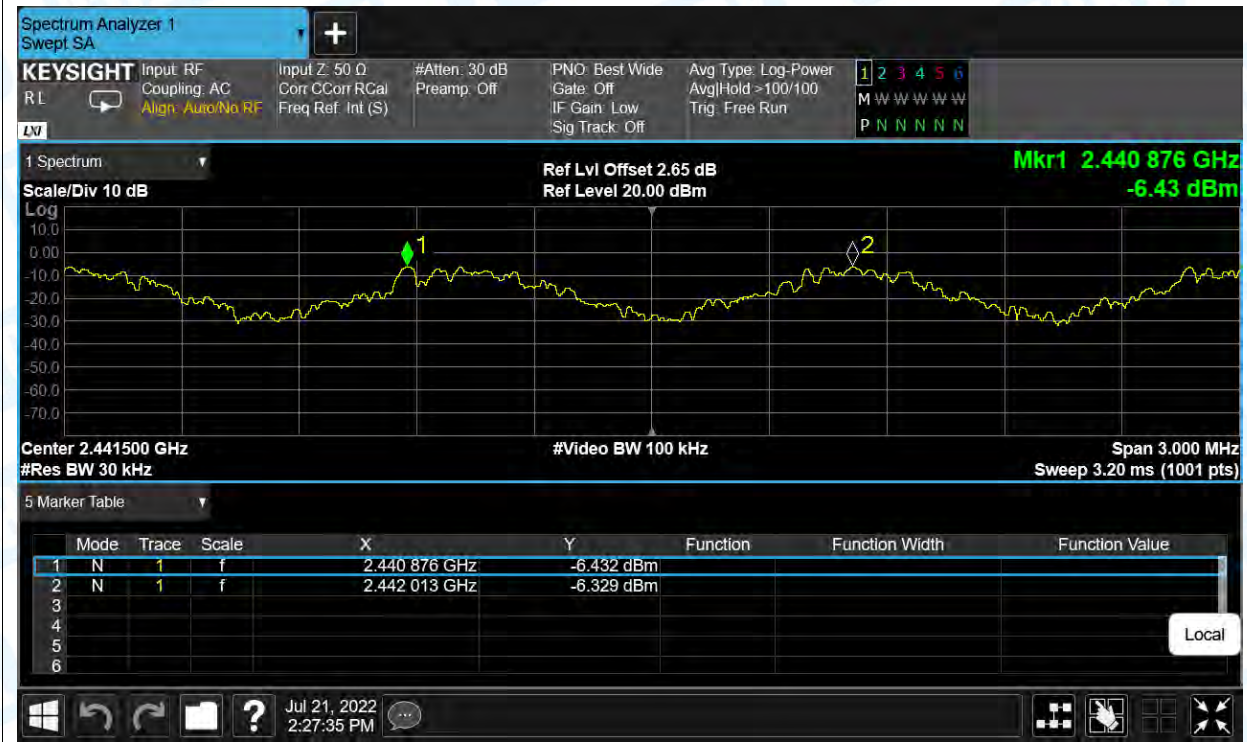 Spectrum Analyzer 1
Swept SA
+
KEYSIGHT Input: RF Input Z: 50 Ω #Atten: 30 dB PNO: Best Wide Avg Type: Log-Power 1 2 3 4 5 6
RL Coupling: AC Corr CCorr RCal Preamp: Off Gate: Off Avg|Hold:>100/100 M W W W W W
Align: Auto/No RF Freq Ref: Int (S) IF Gain: Low Trig: Free Run
LXI Sig Track: Off P N N N N N
1 Spectrum Ref Lvl Offset 2.65 dB Mkr1 2.440 876 GHz
Scale/Div 10 dB Ref Level 20.00 dBm -6.43 dBm
Log
10.0
0.00
-10.0
-20.0
-30.0
-40.0
-50.0
-60.0
-70.0
1
2
Center 2.441500 GHz #Video BW 100 kHz Span 3.000 MHz
#Res BW 30 kHz Sweep 3.20 ms (1001 pts)
5 Marker Table
Mode Trace Scale X Y Function Function Width Function Value
1 N 1 f 2.440 876 GHz -6.432 dBm
2 N 1 f 2.442 013 GHz -6.329 dBm
3
4
5
6
Local
? Jul 21, 2022
2:27:35 PM